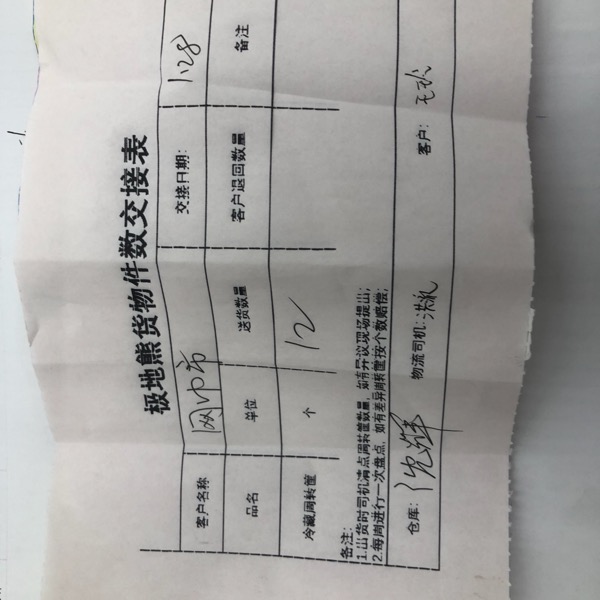 极地熊货物件数交接表
客户名称 网巾市 交接日期: 1.28
品名 单位 送货数量 客户退回数量 备注
冷藏周转筐 个 12
备注:
1.出货时司机清点周转筐数量,如有异议现场提出;
2.每周进行一次盘点,如有差异周转筐按个数赔偿;
仓库: 物流司机: 客户: